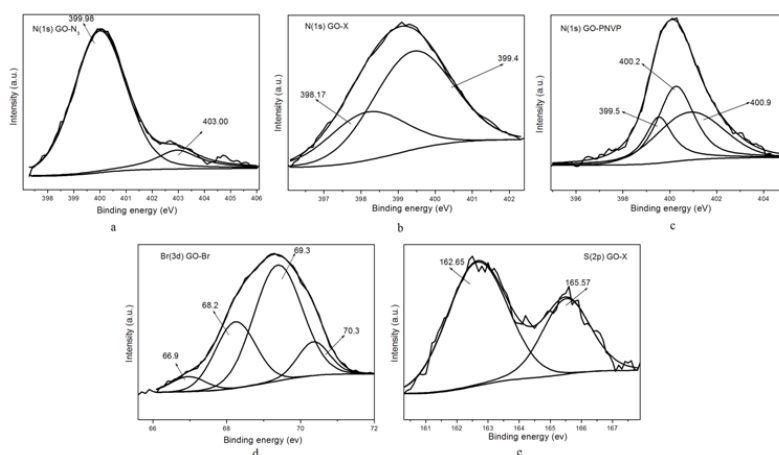 N(1s) GO-N3
399.98
403.00
Intensity (a.u.)
398 399 400 401 402 403 404 405 406
Binding energy (eV)
a
N(1s) GO-X
399.4
398.17
Intensity (a.u.)
397 398 399 400 401 402
Binding energy (eV)
b
N(1s) GO-PNVP
400.2
399.5
400.9
Intensity (a.u.)
396 398 400 402 404
Binding energy (eV)
c
Br(3d) GO-Br
69.3
68.2
70.3
66.9
Intensity (a.u.)
66 68 70 72
Binding energy (ev)
d
S(2p) GO-X
162.65
165.57
Intensity (a.u.)
161 162 163 164 165 166 167
Binding energy (ev)
e